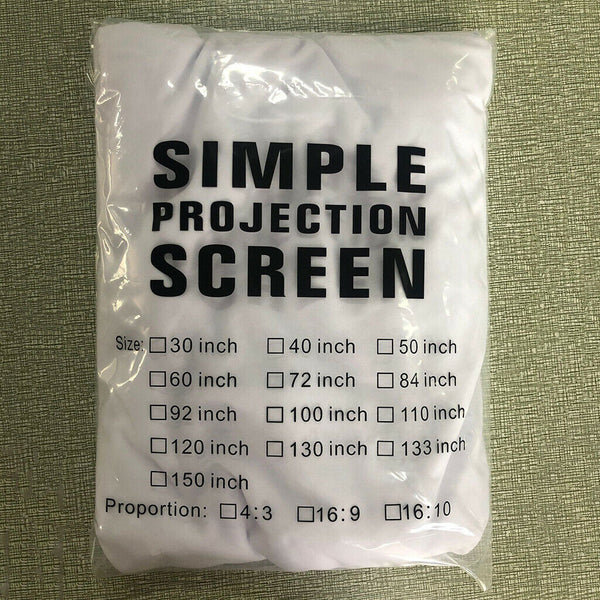 SIMPLE
PROJECTION
SCREEN
Size: ☐30 inch ☐40 inch ☐50 inch
☐60 inch ☐72 inch ☐84 inch
☐92 inch ☐100 inch ☐110 inch
☐120 inch ☐130 inch ☐133 inch
☐150 inch
Proportion: ☐4:3 ☐16:9 ☐16:10